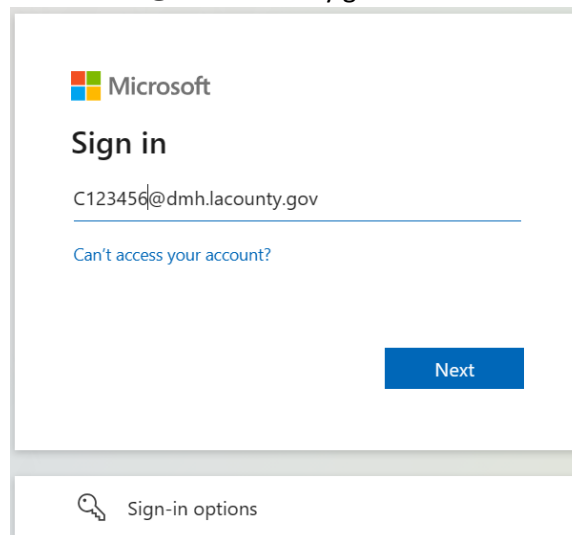 Microsoft
Sign in
C123456@dmh.lacounty.gov
Can't access your account?
Next
Sign-in options